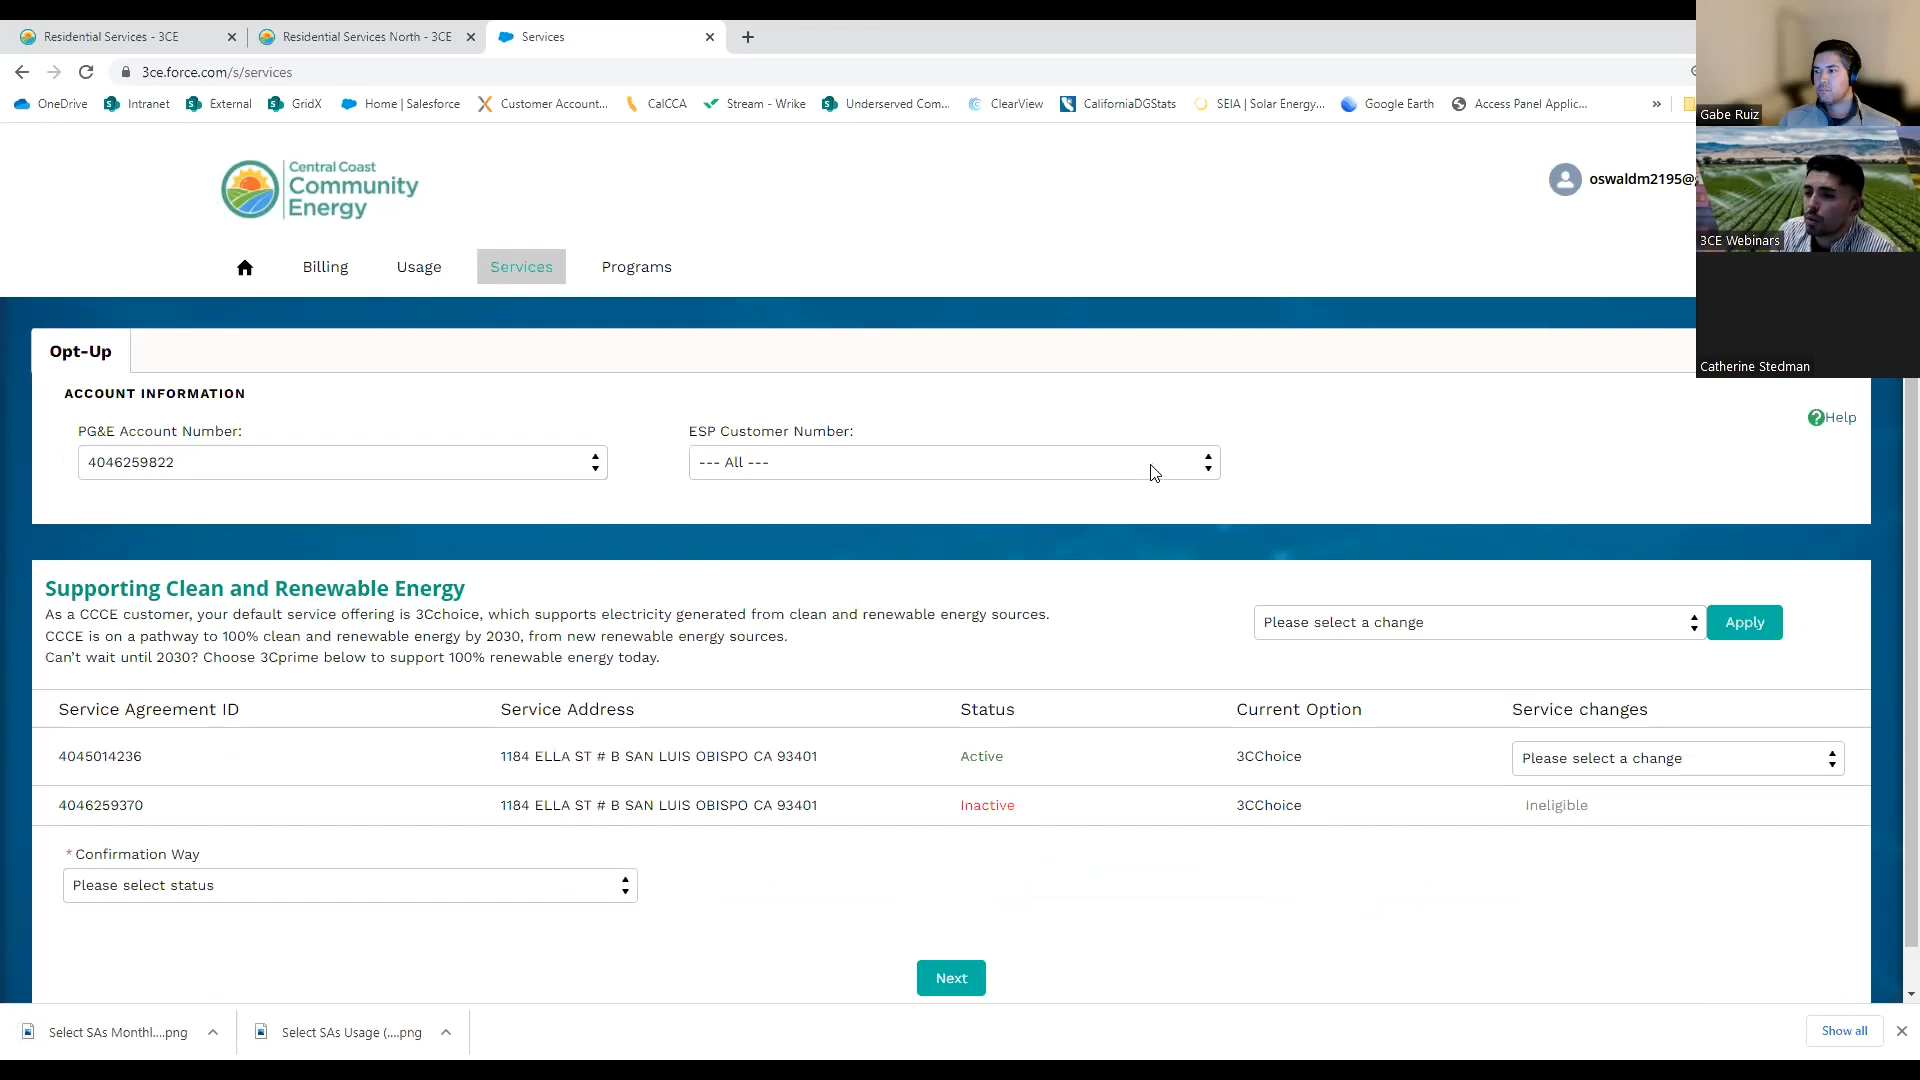 Residential Services - 3CE
Residential Services North - 3CE
Services
3ce.force.com/s/services
OneDrive
Intranet
External
GridX
Home | Salesforce
Customer Account...
CalCCA
Stream - Wrike
Underserved Com...
ClearView
CaliforniaDGStats
SEIA | Solar Energy,...
Google Earth
Access Panel Applic...
»
Gabe Ruiz
3CE Webinars
Catherine Stedman
Central Coast
Community
Energy
oswaldm2195@
Billing
Usage
Services
Programs
Opt-Up
ACCOUNT INFORMATION
Help
PG&E Account Number:
4046259822
ESP Customer Number:
--- All ---
Supporting Clean and Renewable Energy
As a CCCE customer, your default service offering is 3Cchoice, which supports electricity generated from clean and renewable energy sources.
CCCE is on a pathway to 100% clean and renewable energy by 2030, from new renewable energy sources.
Can't wait until 2030? Choose 3Cprime below to support 100% renewable energy today.
Please select a change
Apply
Service Agreement ID
Service Address
Status
Current Option
Service changes
4045014236
1184 ELLA ST # B SAN LUIS OBISPO CA 93401
Active
3CChoice
Please select a change
4046259370
1184 ELLA ST # B SAN LUIS OBISPO CA 93401
Inactive
3CChoice
Ineligible
*Confirmation Way
Please select status
Next
Select SAs Monthl....png
Select SAs Usage (....png
Show all